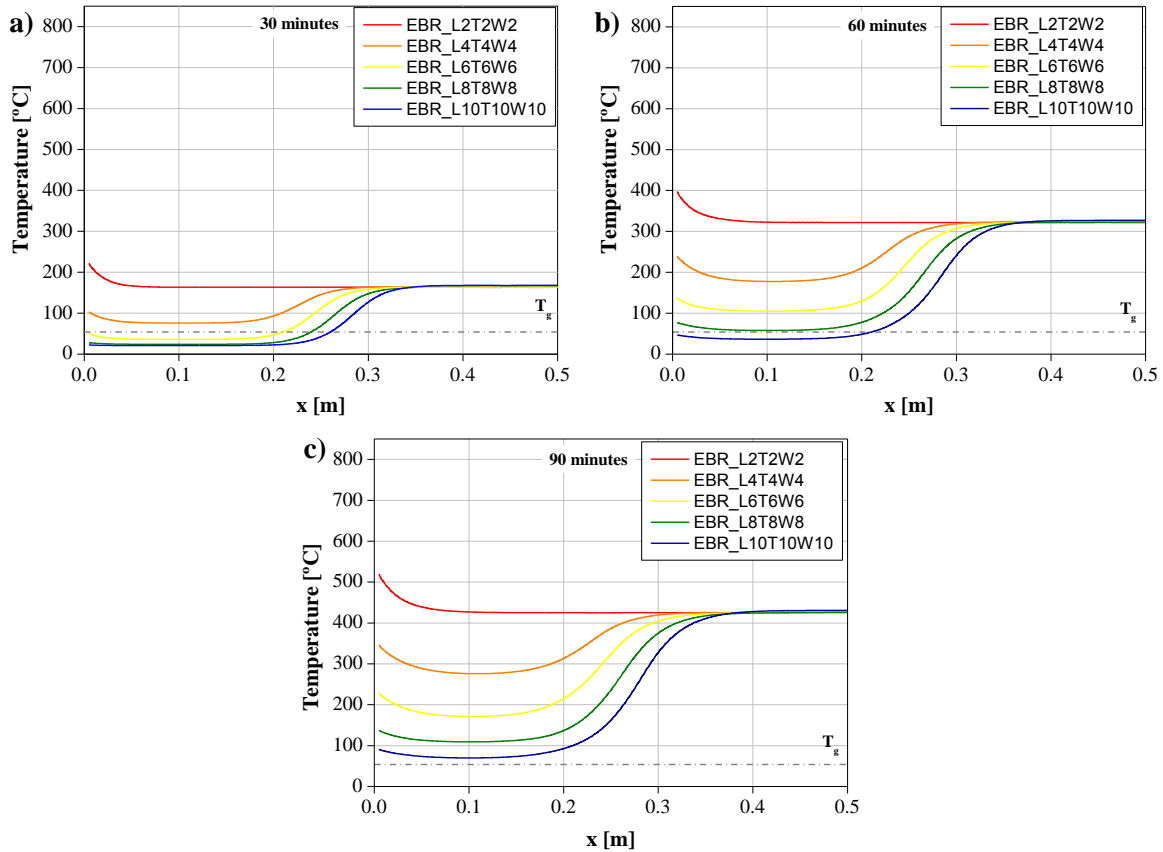 a)
30 minutes
EBR_L2T2W2
EBR_L4T4W4
EBR_L6T6W6
EBR_L8T8W8
EBR_L10T10W10
Temperature [ºC]
800
700
600
500
400
300
200
100
0
Tg
0.0 0.1 0.2 0.3 0.4 0.5
x [m]
b)
60 minutes
EBR_L2T2W2
EBR_L4T4W4
EBR_L6T6W6
EBR_L8T8W8
EBR_L10T10W10
Temperature [ºC]
800
700
600
500
400
300
200
100
0
Tg
0.0 0.1 0.2 0.3 0.4 0.5
x [m]
c)
90 minutes
EBR_L2T2W2
EBR_L4T4W4
EBR_L6T6W6
EBR_L8T8W8
EBR_L10T10W10
Temperature [ºC]
800
700
600
500
400
300
200
100
0
Tg
0.0 0.1 0.2 0.3 0.4 0.5
x [m]